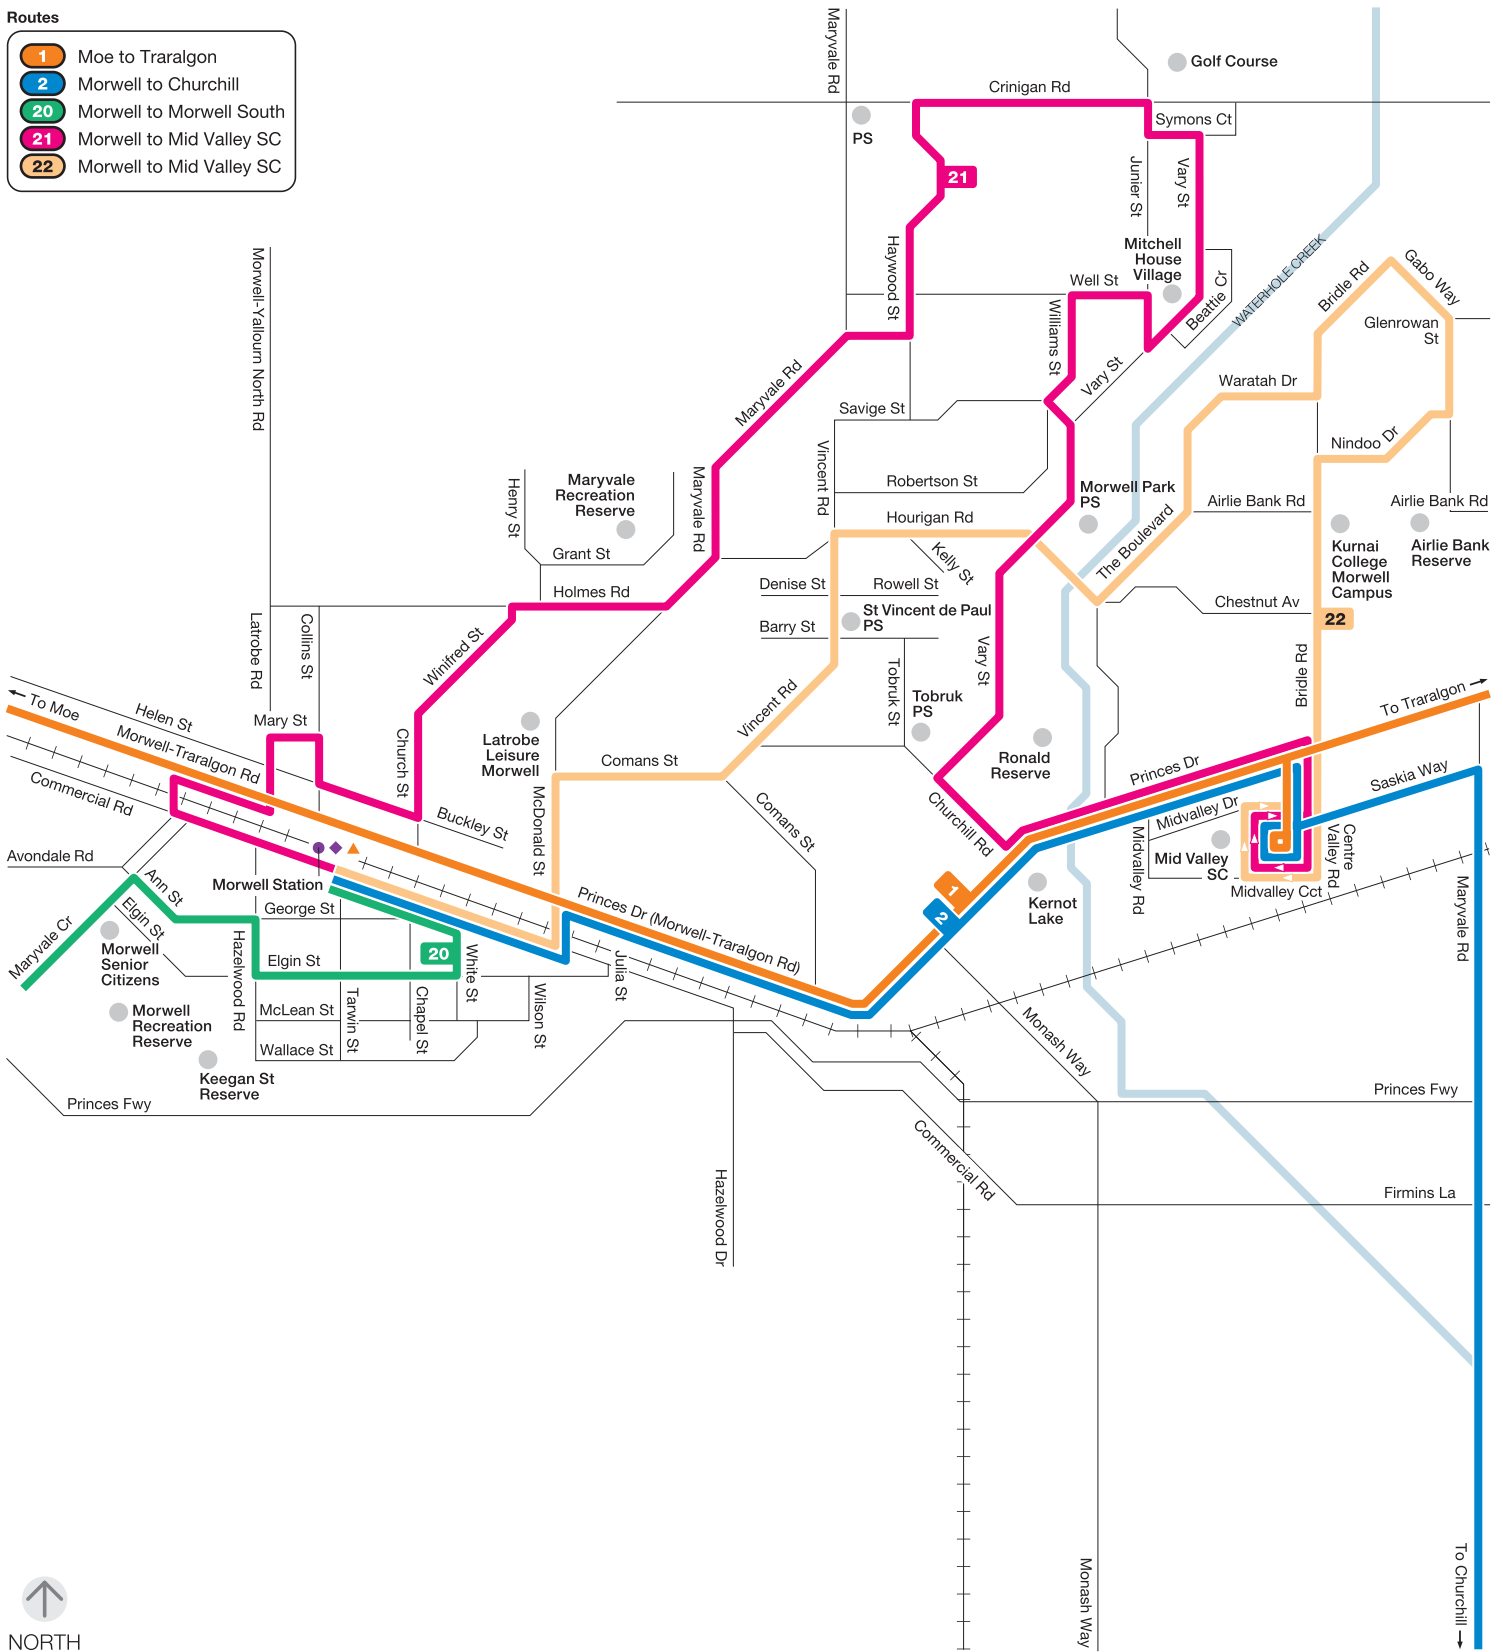 Routes
1 Moe to Traralgon
2 Morwell to Churchill
20 Morwell to Morwell South
21 Morwell to Mid Valley SC
22 Morwell to Mid Valley SC
Maryvale Rd
Golf Course
Crinigan Rd
PS
Symons Ct
21
Junier St
Vary St
Mitchell
House
Village
Haywood St
Well St
Beattie Cr
WATERHOLE CREEK
Bridle Rd
Gabo Way
Glenrowan
St
Morwell-Yallourn North Rd
Williams St
Vary St
Maryvale Rd
Waratah Dr
Savige St
Nindoo Dr
Vincent Rd
Maryvale Rd
Henry St
Maryvale
Recreation
Reserve
Robertson St
Morwell Park
PS
Airlie Bank Rd
Airlie Bank Rd
Hourigan Rd
The Boulevard
Kurnai
College
Morwell
Campus
Airlie Bank
Reserve
Grant St
Kelly St
Holmes Rd
Denise St
Rowell St
Chestnut Av
St Vincent de Paul
PS
22
Barry St
Latrobe Rd
Collins St
Winifred St
Vary St
Tobruk St
Bridle Rd
To Moe
Helen St
Mary St
Morwell-Traralgon Rd
Commercial Rd
Church St
Latrobe
Leisure
Morwell
Vincent Rd
Tobruk
PS
Ronald
Reserve
To Traralgon
Comans St
Princes Dr
Saskia Way
McDonald St
Comans St
Churchill Rd
Midvalley Dr
Midvalley Rd
Mid Valley
SC
Centre
Valley Rd
Buckley St
Avondale Rd
Morwell Station
Ann St
Elgin St
George St
Princes Dr (Morwell-Traralgon Rd)
1
2
Kernot
Lake
Midvalley Cct
Maryvale Rd
Maryvale Cr
Morwell
Senior
Citizens
Hazelwood Rd
Elgin St
20
White St
Julia St
Morwell
Recreation
Reserve
McLean St
Tarwin St
Chapel St
Wilson St
Wallace St
Monash Way
Keegan St
Reserve
Princes Fwy
Princes Fwy
Commercial Rd
Hazelwood Dr
Firmins La
Monash Way
To Churchill
NORTH